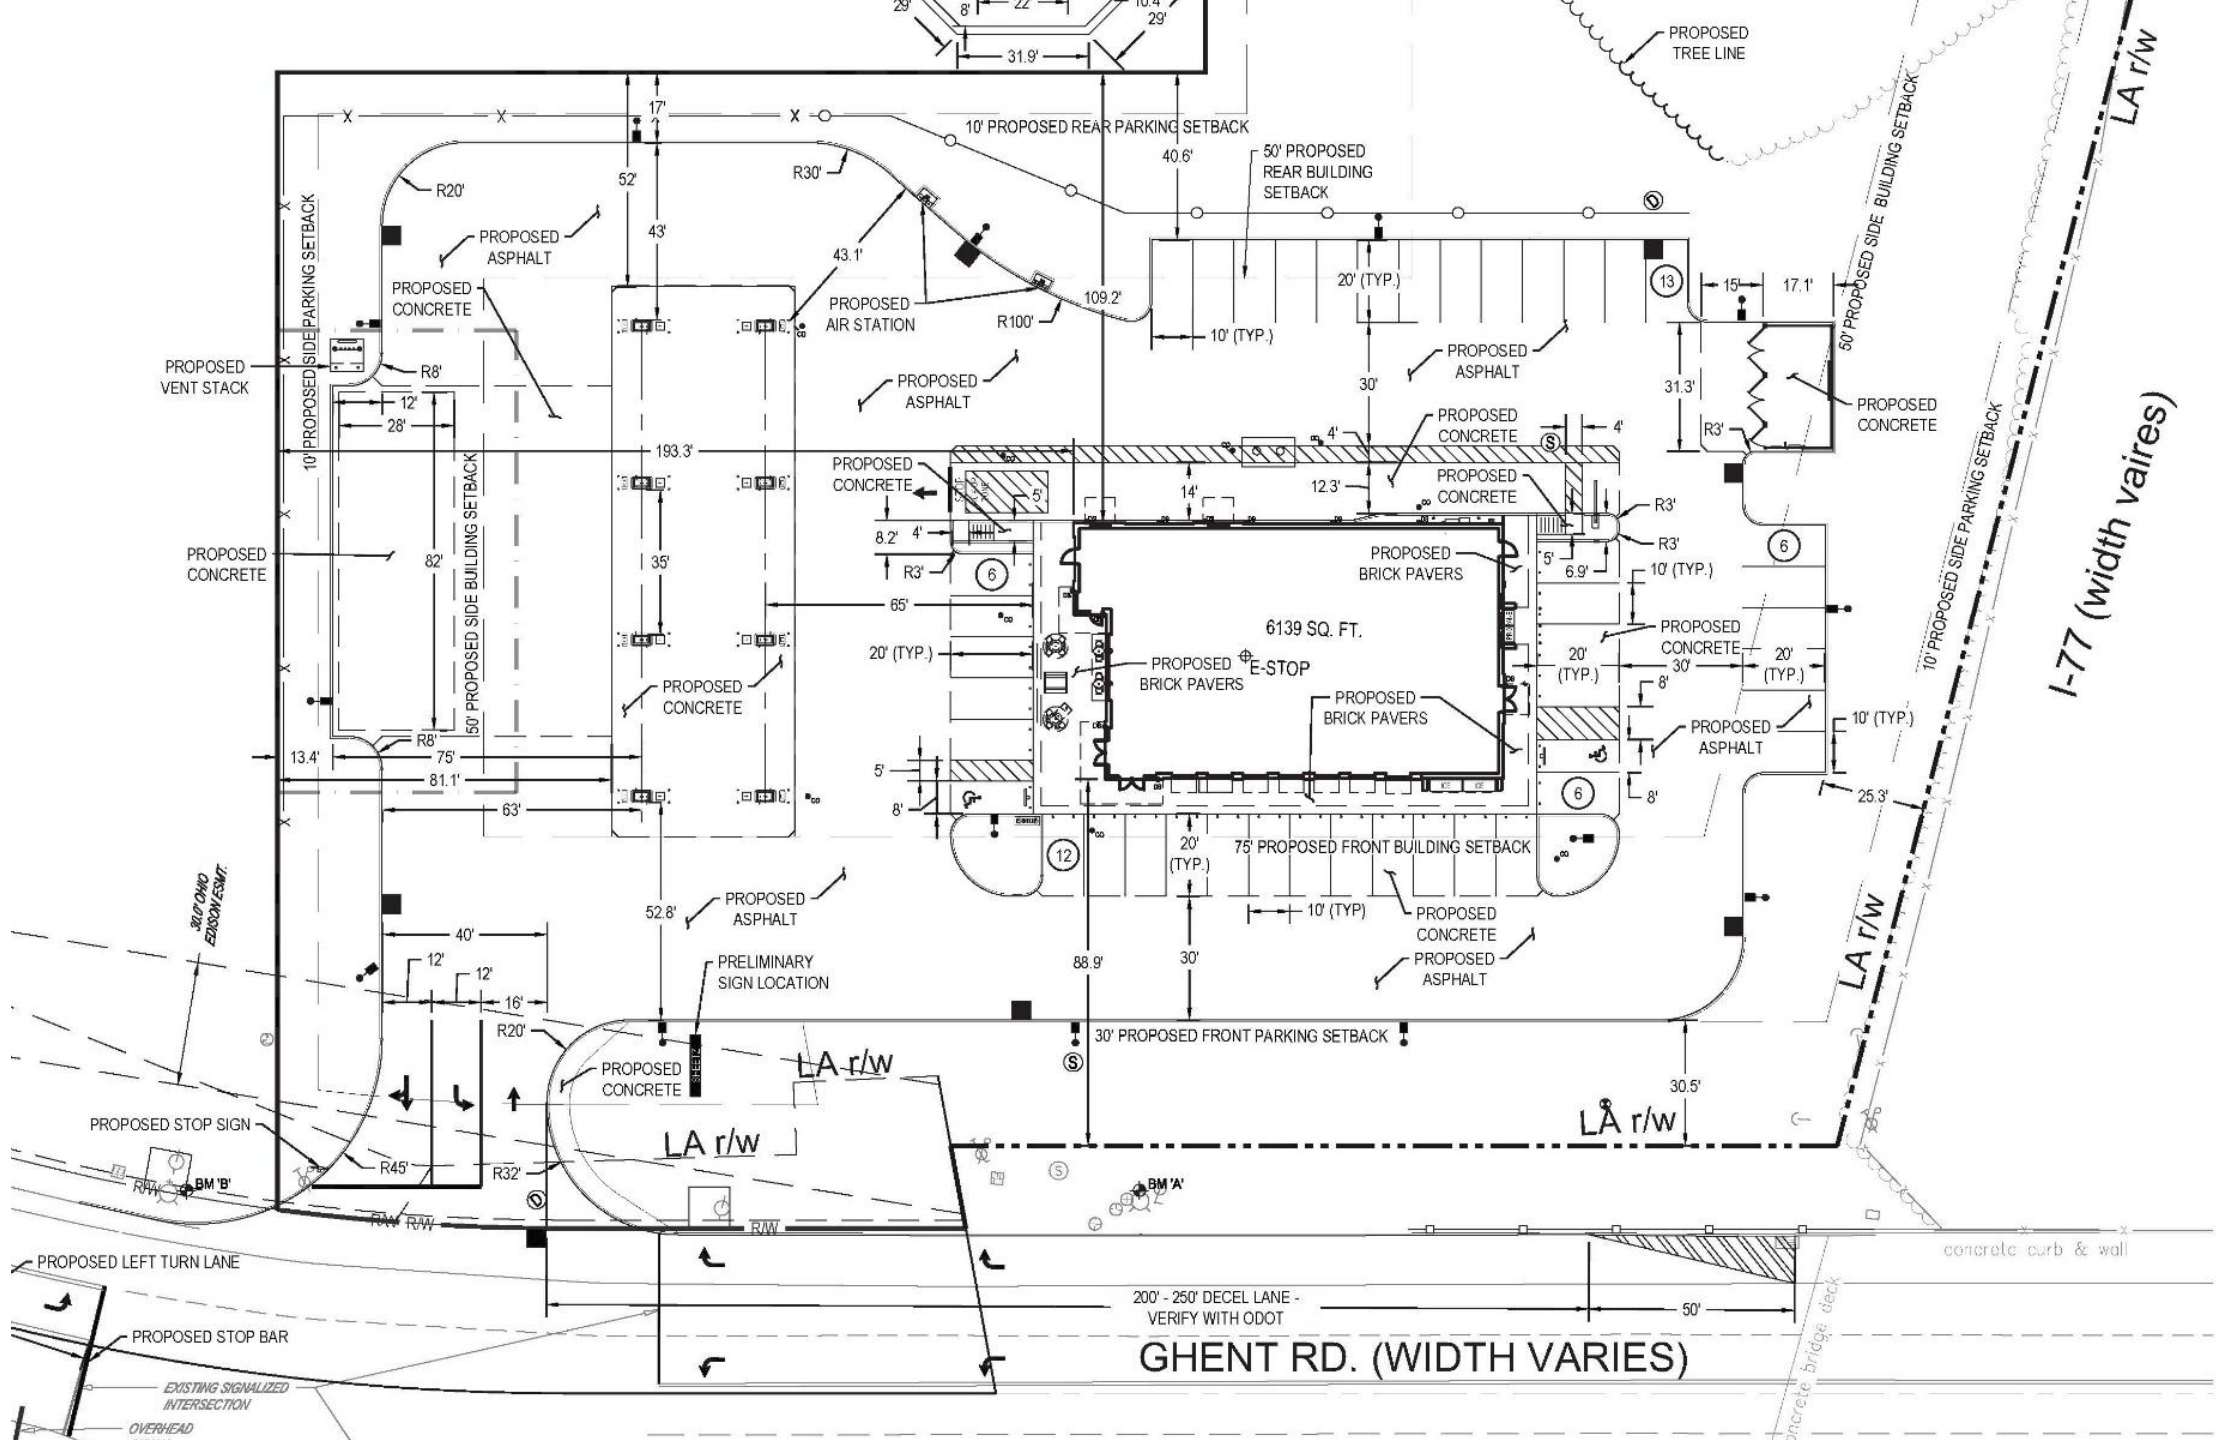 29'
8'
22'
10.4'
29'
31.9'
PROPOSED
TREE LINE
LA r/w
17'
10' PROPOSED REAR PARKING SETBACK
40.6'
50' PROPOSED
REAR BUILDING
SETBACK
50' PROPOSED SIDE BUILDING SETBACK
52'
R20'
R30'
43'
PROPOSED
ASPHALT
43.1'
10' PROPOSED SIDE PARKING SETBACK
PROPOSED
CONCRETE
PROPOSED
AIR STATION
R100'
109.2'
10' (TYP.)
20' (TYP.)
13
15'
17.1'
PROPOSED
VENT STACK
R8'
12'
28'
PROPOSED
ASPHALT
PROPOSED
ASPHALT
30'
31.3'
R3'
PROPOSED
CONCRETE
193.3'
PROPOSED
CONCRETE
4'
PROPOSED
CONCRETE
PROPOSED
CONCRETE
4'
14'
12.3'
5'
R3'
R3'
8.2'
4'
R3'
6
5'
6.9'
10' (TYP.)
6
PROPOSED
CONCRETE
82'
50' PROPOSED SIDE BUILDING SETBACK
35'
65'
20' (TYP.)
PROPOSED
BRICK PAVERS
6139 SQ. FT.
E-STOP
PROPOSED
BRICK PAVERS
PROPOSED
BRICK PAVERS
PROPOSED
CONCRETE
20'
(TYP.)
30'
20'
(TYP.)
8'
PROPOSED
CONCRETE
PROPOSED
ASPHALT
10' (TYP.)
10' PROPOSED SIDE PARKING SETBACK
I-77 (width vaires)
R8'
13.4'
75'
81.1'
63'
5'
8'
ICE
ICE
6
8'
25.3'
12
20'
(TYP.)
75' PROPOSED FRONT BUILDING SETBACK
30.0' OHIO
EDISON ESMT.
52.8'
PROPOSED
ASPHALT
10' (TYP)
PROPOSED
CONCRETE
PROPOSED
ASPHALT
40'
12'
12'
16'
PRELIMINARY
SIGN LOCATION
88.9'
30'
LA r/w
R20'
30' PROPOSED FRONT PARKING SETBACK
PROPOSED
CONCRETE
SHEETZ
LA r/w
S
30.5'
LA r/w
LA r/w
PROPOSED STOP SIGN
R45'
R32'
BM 'B'
BM 'A'
R/W
R/W
R/W
R/W
D
S
concrete curb & wall
PROPOSED LEFT TURN LANE
200' - 250' DECEL LANE -
VERIFY WITH ODOT
50'
PROPOSED STOP BAR
GHENT RD. (WIDTH VARIES)
concrete bridge deck
EXISTING SIGNALIZED
INTERSECTION
OVERHEAD